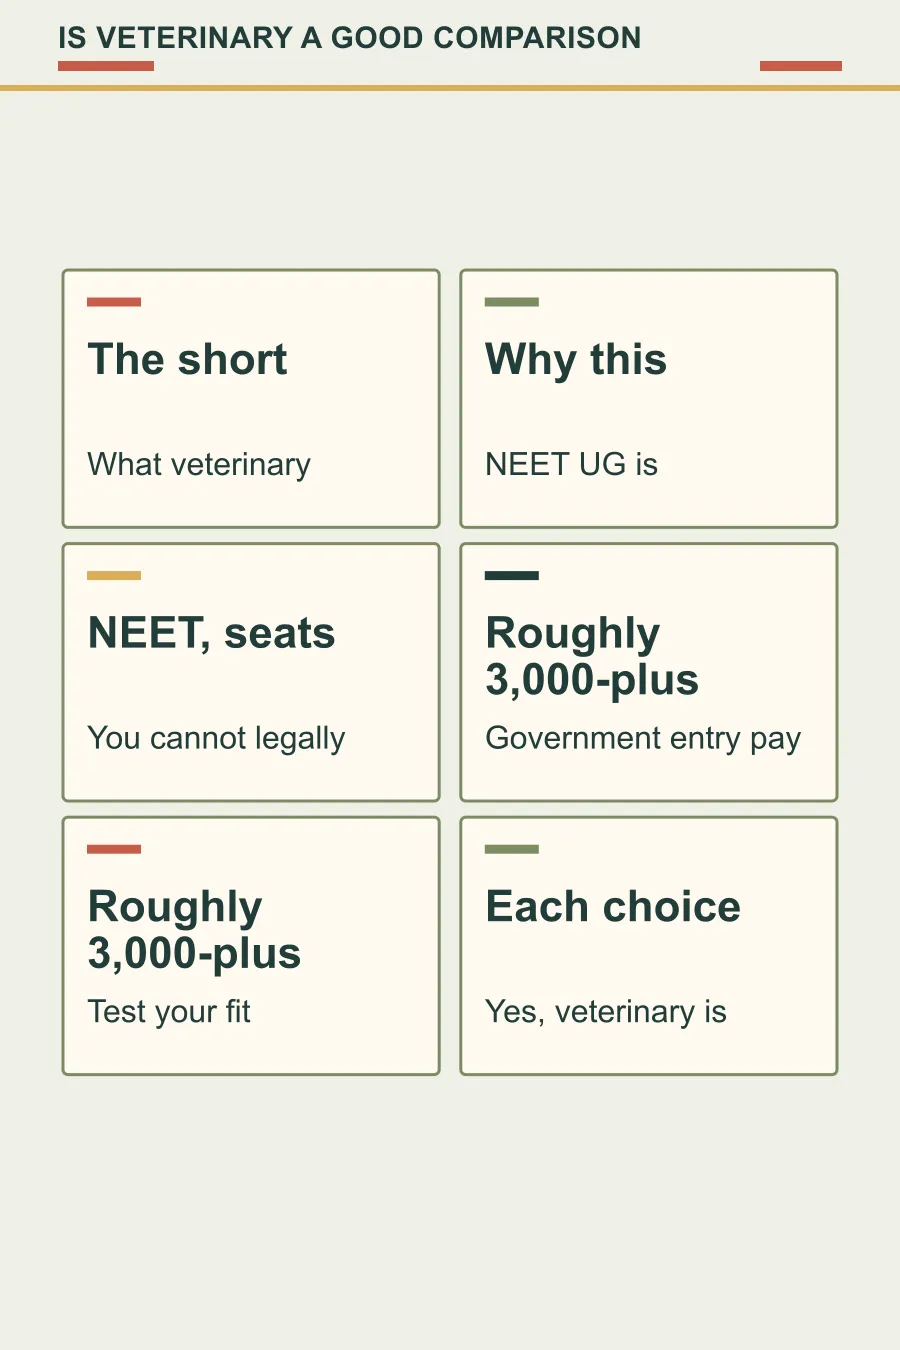 IS VETERINARY A GOOD COMPARISON
The short
What veterinary
Why this
NEET UG is
NEET, seats
You cannot legally
Roughly
3,000-plus
Government entry pay
Roughly
3,000-plus
Test your fit
Each choice
Yes, veterinary is